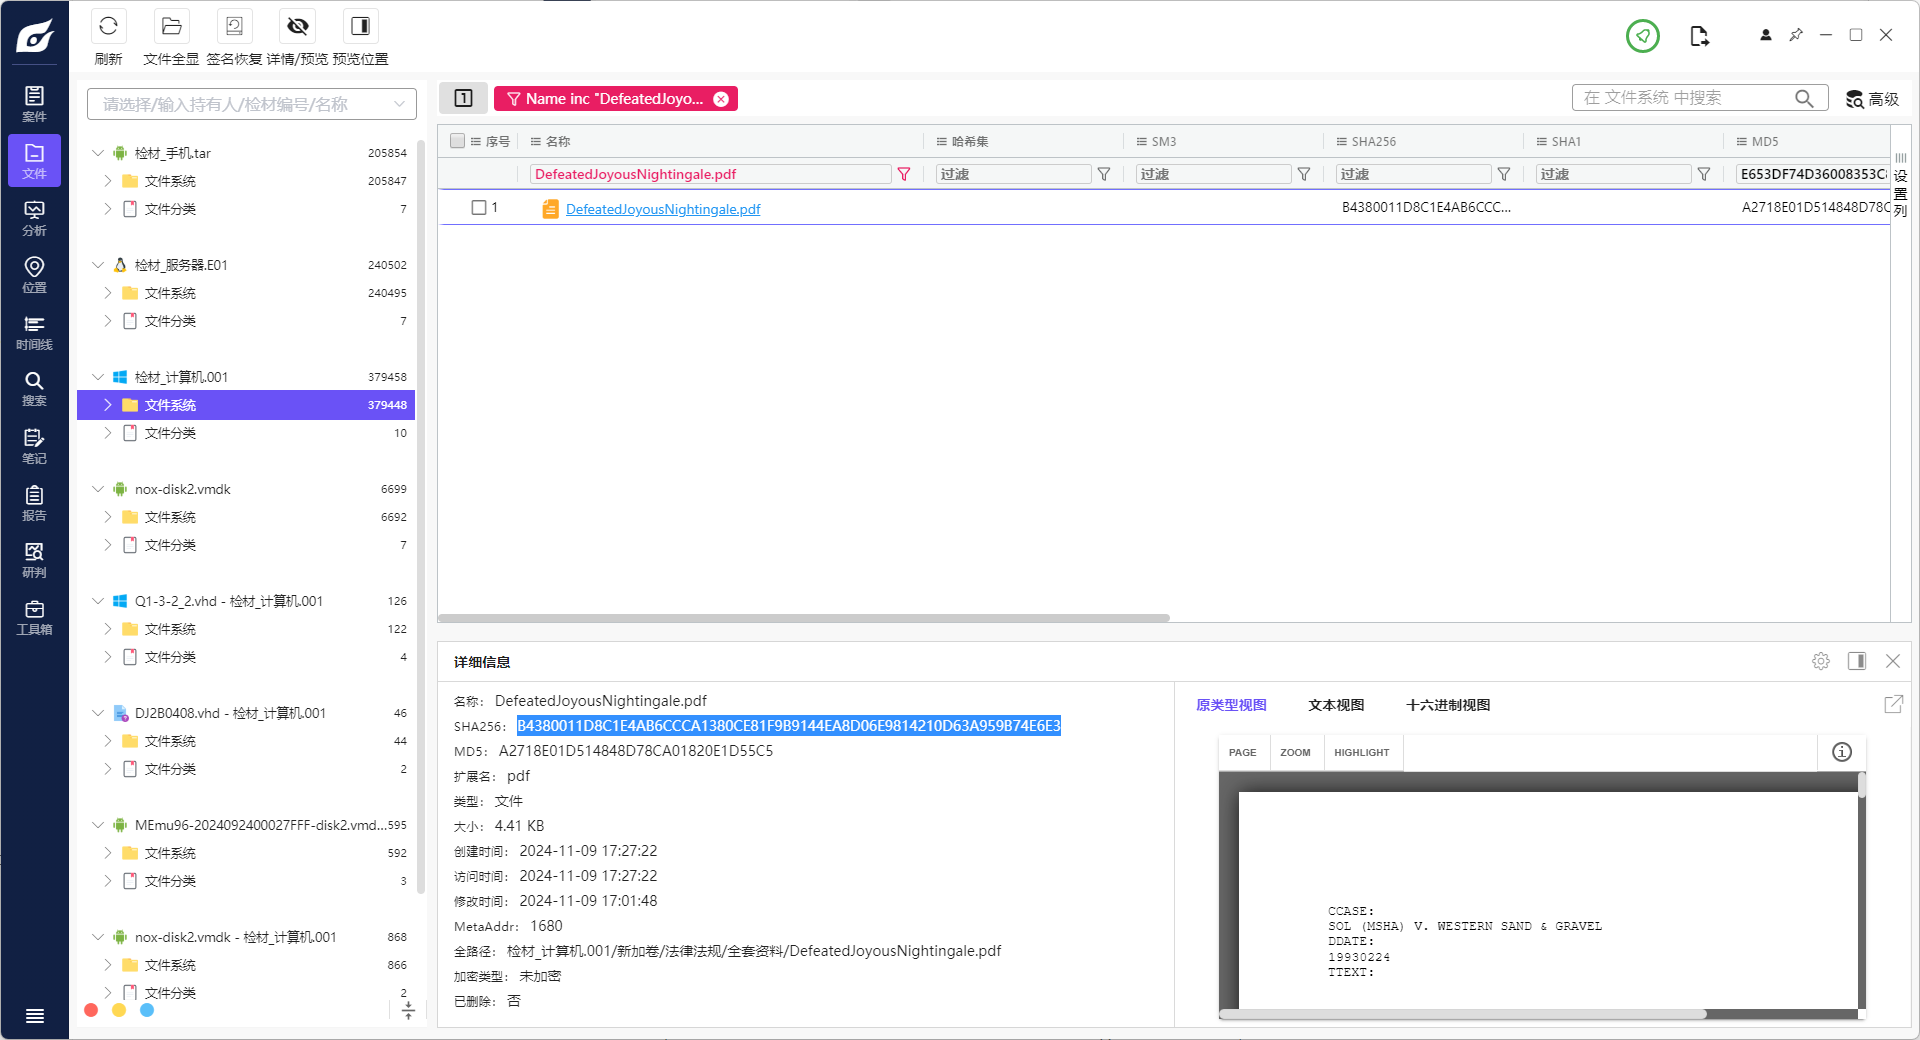 刷新
文件全显
签名恢复
详情/预览
预览位置
案件
文件
分析
位置
时间线
搜索
笔记
报告
研判
工具箱
请选择/输入持有人/检材编号/名称
检材_手机.tar 205854
文件系统 205847
文件分类 7
检材_服务器.E01 240502
文件系统 240495
文件分类 7
检材_计算机.001 379458
文件系统 379448
文件分类 10
nox-disk2.vmdk 6699
文件系统 6692
文件分类 7
Q1-3-2_2.vhd - 检材_计算机.001 126
文件系统 122
文件分类 4
DJ2B0408.vhd - 检材_计算机.001 46
文件系统 44
文件分类 2
MEmu96-2024092400027FFF-disk2.vmd... 595
文件系统 592
文件分类 3
nox-disk2.vmdk - 检材_计算机.001 868
文件系统 866
文件分类 2
1 Name inc "DefeatedJoyo...
在 文件系统 中搜索
高级
序号 名称 哈希集 SM3 SHA256 SHA1 MD5
DefeatedJoyousNightingale.pdf 过滤 过滤 过滤 过滤 E653DF74D36008353C
1 DefeatedJoyousNightingale.pdf B4380011D8C1E4AB6CCC... A2718E01D514848D78C
设置列
详细信息
名称: DefeatedJoyousNightingale.pdf
SHA256: B4380011D8C1E4AB6CCCA1380CE81F9B9144EA8D06E9814210D63A959B74E6E3
MD5: A2718E01D514848D78CA01820E1D55C5
扩展名: pdf
类型: 文件
大小: 4.41 KB
创建时间: 2024-11-09 17:27:22
访问时间: 2024-11-09 17:27:22
修改时间: 2024-11-09 17:01:48
MetaAddr: 1680
全路径: 检材_计算机.001/新加卷/法律法规/全套资料/DefeatedJoyousNightingale.pdf
加密类型: 未加密
已删除: 否
原类型视图 文本视图 十六进制视图
PAGE ZOOM HIGHLIGHT
CCASE:
SOL (MSHA) V. WESTERN SAND & GRAVEL
DDATE:
19930224
TTEXT: